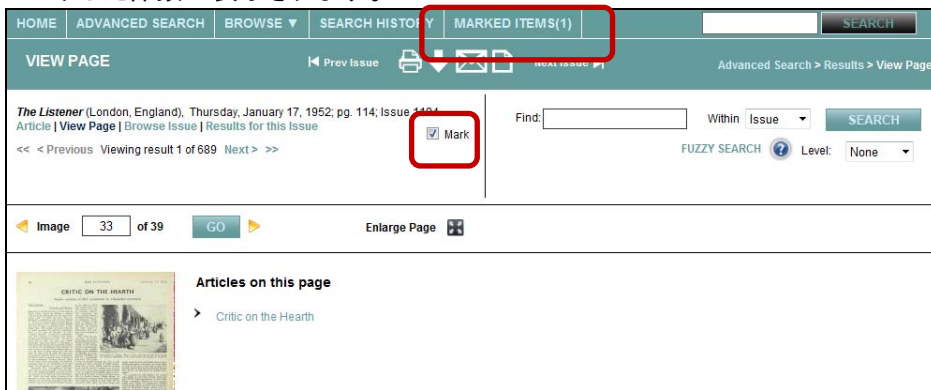 HOME ADVANCED SEARCH BROWSE ▼ SEARCH HISTORY MARKED ITEMS(1) SEARCH
VIEW PAGE Prev Issue Next Issue Advanced Search > Results > View Page
The Listener (London, England), Thursday, January 17, 1952; pg. 114; Issue
Article | View Page | Browse Issue | Results for this Issue
Mark
<< < Previous Viewing result 1 of 689 Next > >>
Find: Within Issue SEARCH
FUZZY SEARCH ? Level: None
Image 33 of 39 GO Enlarge Page
Articles on this page
Critic on the Hearth
CRITIC ON THE HEARTH